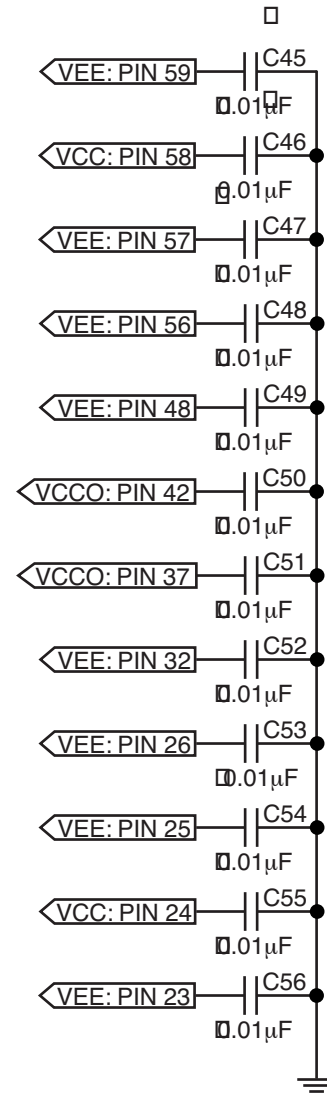 C45
VEE: PIN 59
0.01μF
C46
VCC: PIN 58
0.01μF
C47
VEE: PIN 57
0.01μF
C48
VEE: PIN 56
0.01μF
C49
VEE: PIN 48
0.01μF
C50
VCCO: PIN 42
0.01μF
C51
VCCO: PIN 37
0.01μF
C52
VEE: PIN 32
0.01μF
C53
VEE: PIN 26
0.01μF
C54
VEE: PIN 25
0.01μF
C55
VCC: PIN 24
0.01μF
C56
VEE: PIN 23
0.01μF